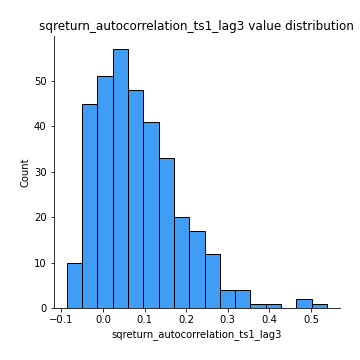 sqreturn_autocorrelation_ts1_lag3 value distribution
50
40
30
20
10
0
Count
−0.1 0.0 0.1 0.2 0.3 0.4 0.5
sqreturn_autocorrelation_ts1_lag3